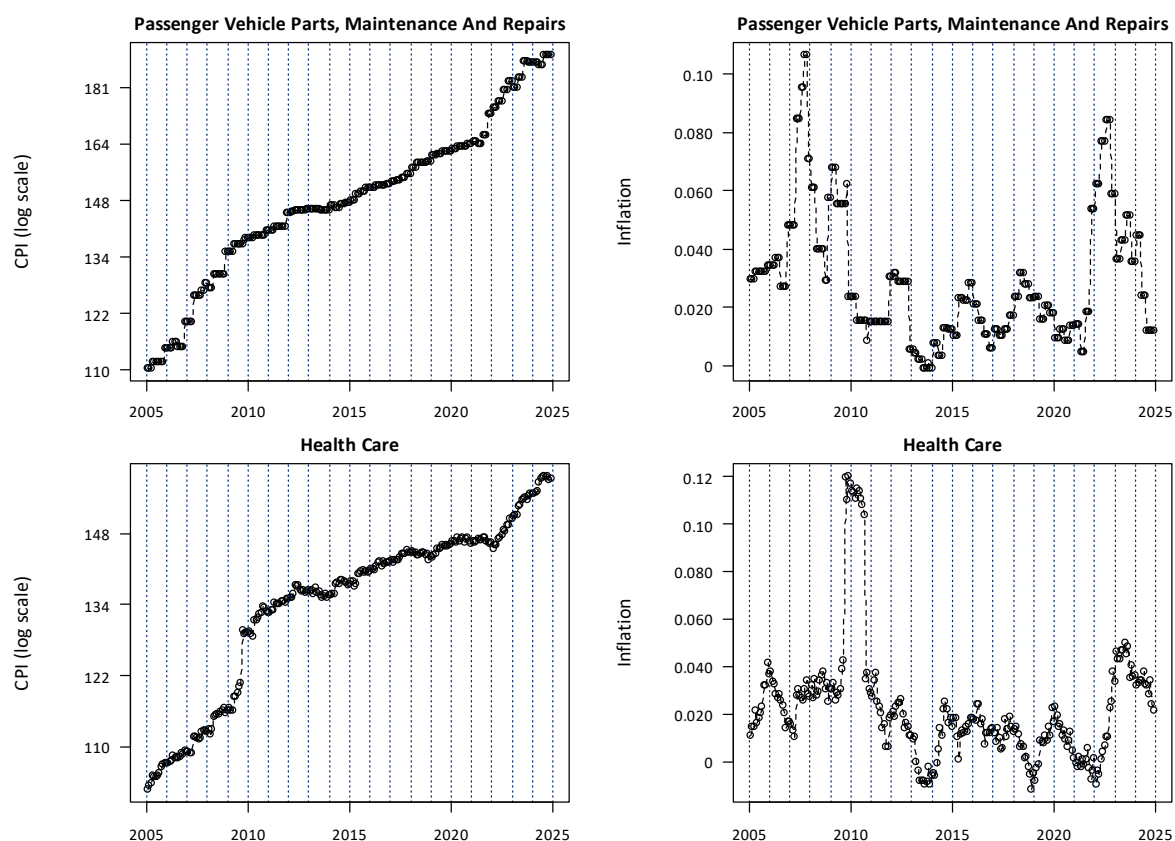 Passenger Vehicle Parts, Maintenance And Repairs
CPI (log scale)
181
164
148
134
122
110
2005 2010 2015 2020 2025
Passenger Vehicle Parts, Maintenance And Repairs
Inflation
0.10
0.080
0.060
0.040
0.020
0
2005 2010 2015 2020 2025
Health Care
CPI (log scale)
148
134
122
110
2005 2010 2015 2020 2025
Health Care
Inflation
0.12
0.10
0.080
0.060
0.040
0.020
0
2005 2010 2015 2020 2025